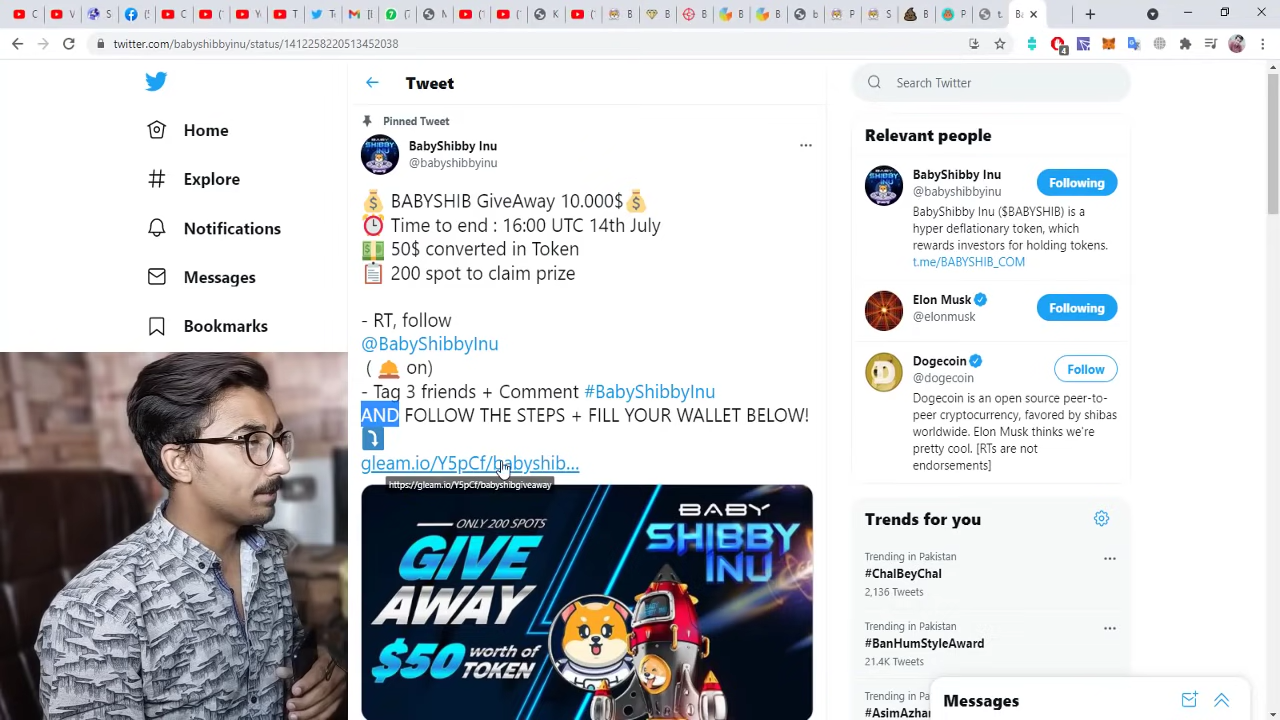 twitter.com/babyshibbyinu/status/1412258220512452038
Home
Explore
Notifications
Messages
Bookmarks
Tweet
Pinned Tweet
BabyShibby Inu
@babyshibbyinu
BABYSHIB GiveAway 10.000$
Time to end : 16:00 UTC 14th July
50$ converted in Token
200 spot to claim prize
- RT, follow
@BabyShibbyInu
( on)
- Tag 3 friends + Comment #BabyShibbyInu
AND FOLLOW THE STEPS + FILL YOUR WALLET BELOW!
gleam.io/Y5pCf/babyshib...
https://gleam.io/Y5pCf/babyshibgiveaway
ONLY 200 SPOTS
GIVE
AWAY
$50 worth of
TOKEN
BABY
SHIBBY
INU
Search Twitter
Relevant people
BabyShibby Inu
@babyshibbyinu
Following
BabyShibby Inu ($BABYSHIB) is a
hyper deflationary token, which
rewards investors for holding tokens.
t.me/BABYSHIB_COM
Elon Musk
@elonmusk
Following
Dogecoin
@dogecoin
Follow
Dogecoin is an open source peer-to-
peer cryptocurrency, favored by shibas
worldwide. Elon Musk thinks we're
pretty cool. [RTs are not
endorsements]
Trends for you
Trending in Pakistan
#ChalBeyChal
2,136 Tweets
Trending in Pakistan
#BanHumStyleAward
21.4K Tweets
Trending in Pakistan
#AsimAzhar
Messages